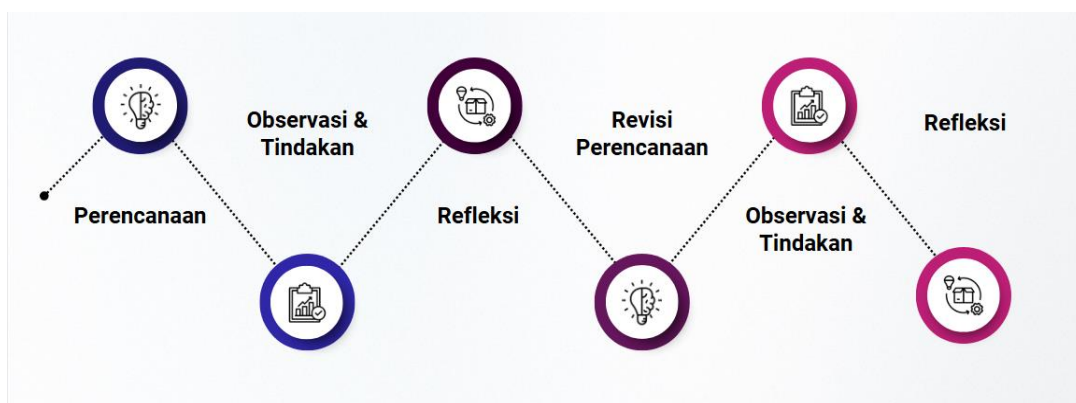 Perencanaan
Observasi &
Tindakan
Refleksi
Revisi
Perencanaan
Observasi &
Tindakan
Refleksi